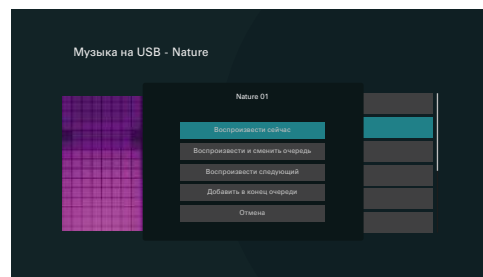 Музыка на USB - Nature
Nature 01
Воспроизвести сейчас
Воспроизвести и сменить очередь
Воспроизвести следующий
Добавить в конец очереди
Отмена